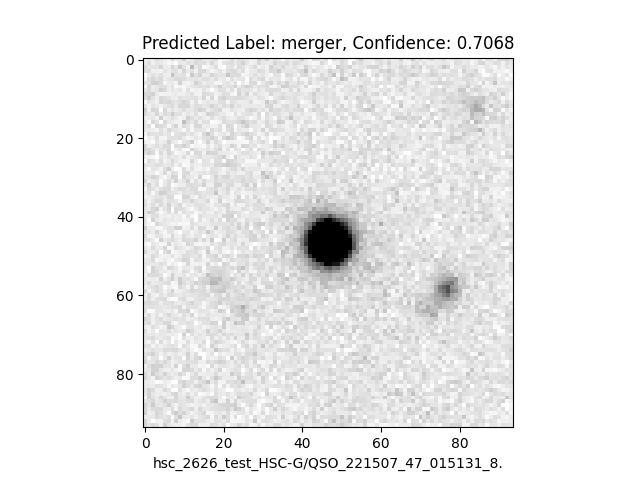 Predicted Label: merger, Confidence: 0.7068
0
20
40
60
80
0 20 40 60 80
hsc_2626_test_HSC-G/QSO_221507_47_015131_8.